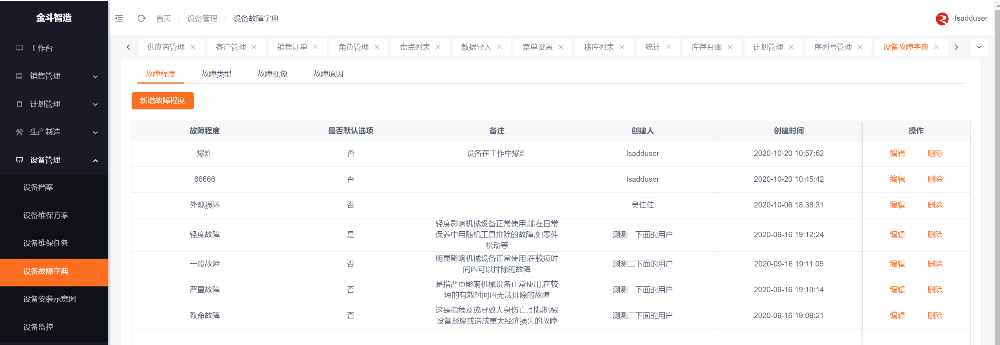 金斗智造
首页 / 设备管理 / 设备故障字典
lsadduser
工作台
销售管理
计划管理
生产制造
设备管理
设备档案
设备维保方案
设备维保任务
设备故障字典
设备安装示意图
设备监控
供应商管理 客户管理 销售订单 角色管理 盘点列表 数据导入 菜单设置 移库列表 统计 库存台账 计划管理 序列号管理 设备故障字典
故障程度 故障类型 故障现象 故障原因
新增故障程度
故障程度 是否默认选项 备注 创建人 创建时间 操作
爆炸 否 设备在工作中爆炸 lsadduser 2020-10-20 10:57:52 编辑 删除
66666 否 lsadduser 2020-10-20 10:45:42 编辑 删除
外观损坏 否 吴佳佳 2020-10-06 18:38:31 编辑 删除
轻度影响机械设备正常使用,能在日常
轻度故障 是 保养中用随机工具排除的故障,如零件 测测二下面的用户 2020-09-16 19:12:24 编辑 删除
松动等
明显影响机械设备正常使用,在较短时
一般故障 否 间内可以排除的故障 测测二下面的用户 2020-09-16 19:11:05 编辑 删除
是指严重影响机械设备正常使用,在较
严重故障 否 短的有效时间内无法排除的故障 测测二下面的用户 2020-09-16 19:10:14 编辑 删除
这是指危及或导致人身伤亡,引起机械
致命故障 否 设备报废或造成重大经济损失的故障 测测二下面的用户 2020-09-16 19:08:21 编辑 删除